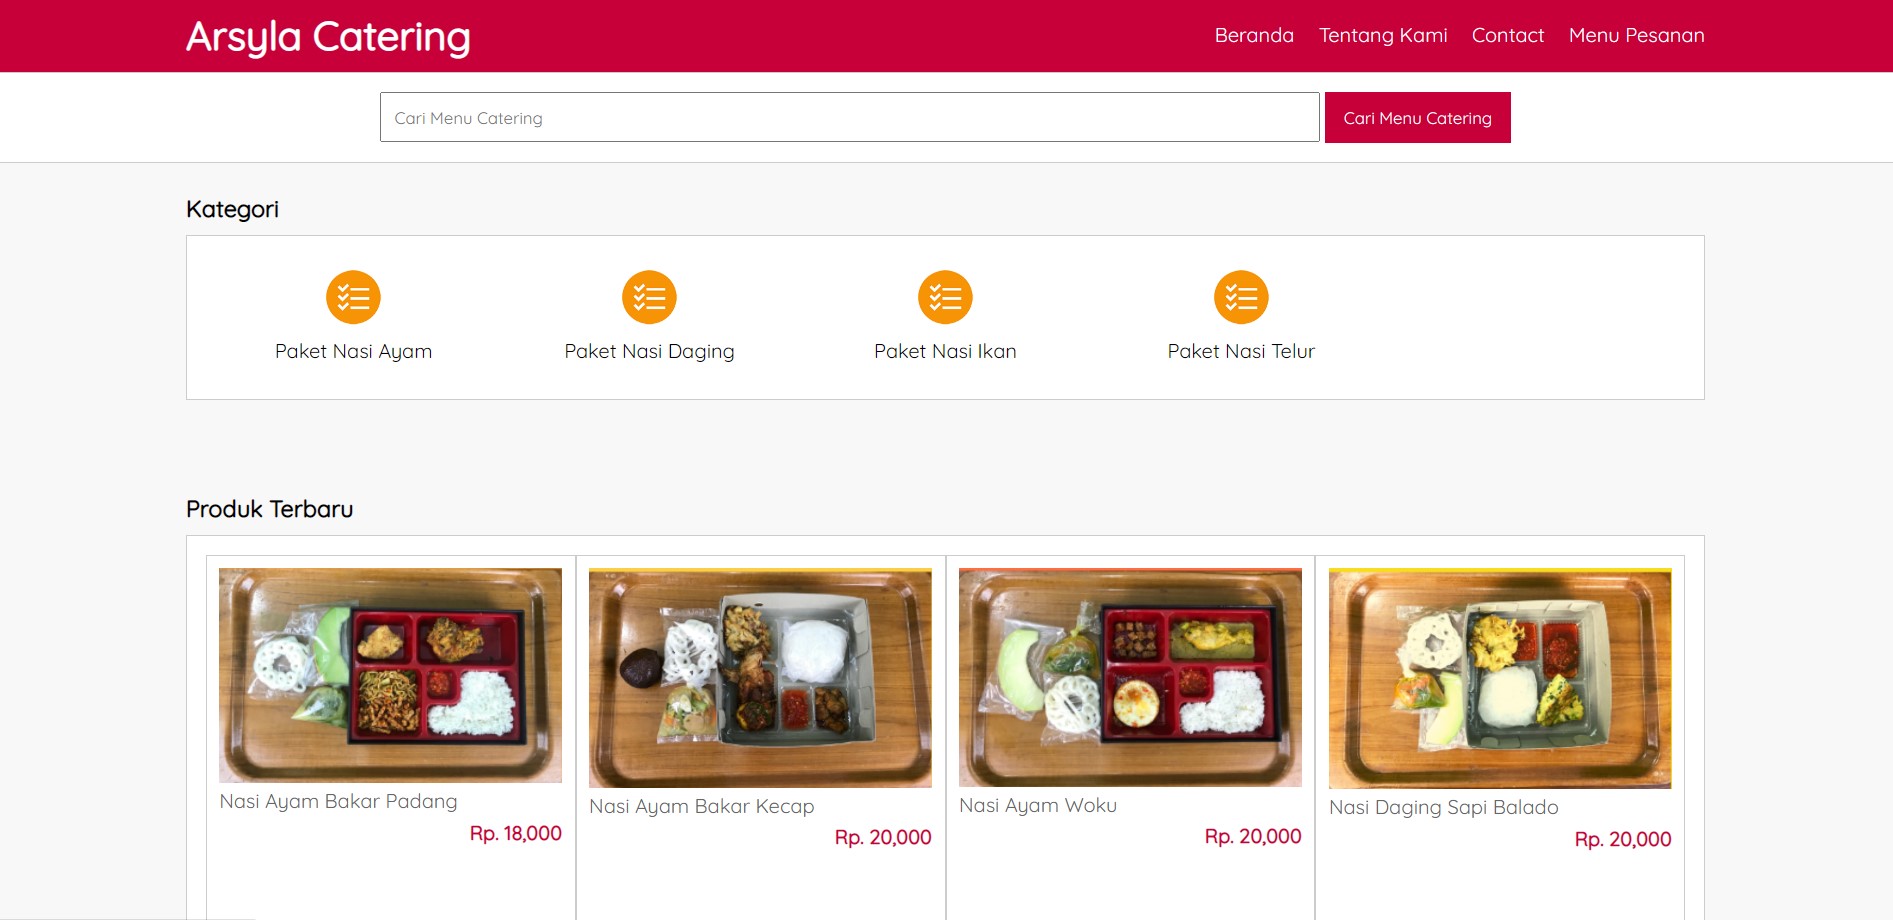 Arsyla Catering
Beranda Tentang Kami Contact Menu Pesanan
Cari Menu Catering
Cari Menu Catering
Kategori
Paket Nasi Ayam
Paket Nasi Daging
Paket Nasi Ikan
Paket Nasi Telur
Produk Terbaru
Nasi Ayam Bakar Padang
Rp. 18,000
Nasi Ayam Bakar Kecap
Rp. 20,000
Nasi Ayam Woku
Rp. 20,000
Nasi Daging Sapi Balado
Rp. 20,000